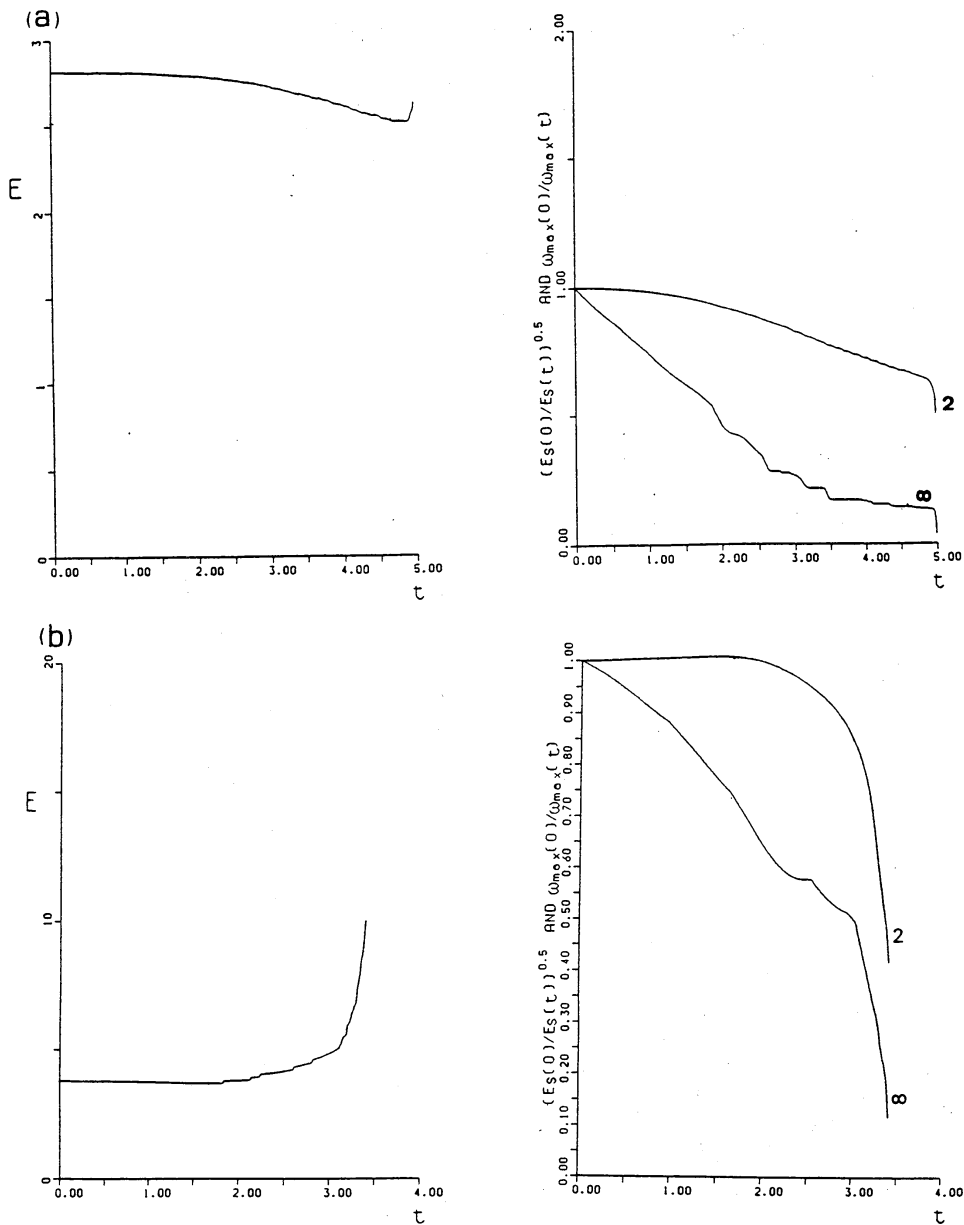 (a)
3
2
1
0
E
0.00 1.00 2.00 3.00 4.00 5.00
t
2.00
1.00
0.00
(Es(0)/Es(t))^0.5 AND ωmax(0)/ωmax(t)
2
∞
0.00 1.00 2.00 3.00 4.00 5.00
t
(b)
20
10
0
E
0.00 1.00 2.00 3.00 4.00
t
1.00
0.90
0.80
0.70
0.60
0.50
0.40
0.30
0.20
0.10
0.00
(Es(0)/Es(t))^0.5 AND ωmax(0)/ωmax(t)
2
∞
0.00 1.00 2.00 3.00 4.00
t